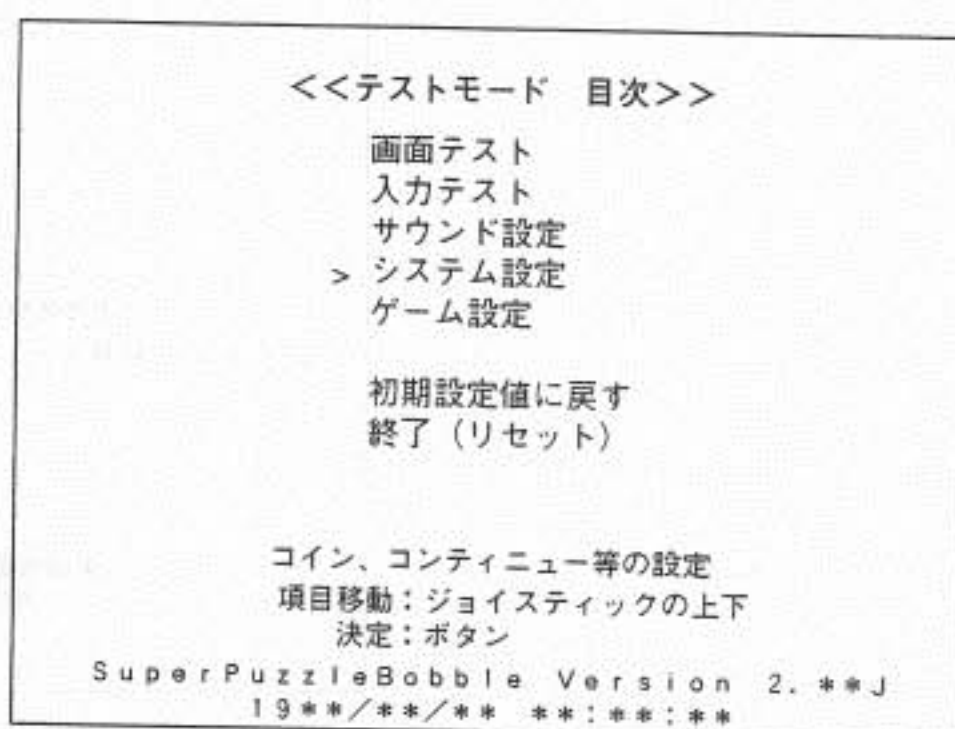 <<テストモード 目次>>
画面テスト
入力テスト
サウンド設定
> システム設定
ゲーム設定
初期設定値に戻す
終了（リセット）
コイン、コンティニュー等の設定
項目移動：ジョイスティックの上下
決定：ボタン
SuperPuzzleBobble Version 2.**J
19**/**/** **:**:**